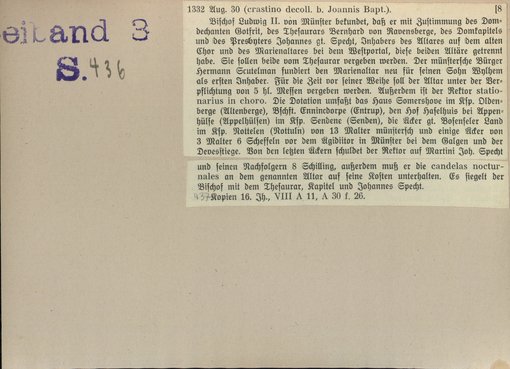 eiband 3
S. 436
1332 Aug. 30 (crastino decoll. b. Joannis Bapt.). [8
Bischof Ludwig II. von Münster bekundet, daß er mit Zustimmung des Dom-
dechanten Gotfrit, des Thesaurars Bernhard von Ravensberge, des Domkapitels
und des Presbyters Johannes gt. Specht, Inhabers des Altares auf dem alten
Chor und des Marienaltares bei dem Westportal, diese beiden Altäre getrennt
habe. Sie sollen beide vom Thesaurar vergeben werden. Der münstersche Bürger
Hermann Scutelman fundiert den Marienaltar neu für seinen Sohn Wylhem
als ersten Inhaber. Für die Zeit vor seiner Weihe soll der Altar unter der Ver-
pflichtung von 5 hl. Messen vergeben werden. Außerdem ist der Rektor statio-
narius in choro. Die Dotation umfaßt das Haus Somershove im Ksp. Olden-
berge (Altenberge), Bschft. Ennincdorpe (Entrup), den Hof Haselhuis bei Appen-
hülse (Appelhülsen) im Ksp. Sendene (Senden), die Äcker gt. Bosenseler Land
im Ksp. Nottelen (Nottuln) von 13 Malter münstersch und einige Äcker von
3 Malter 6 Scheffeln vor dem Ägidiitor in Münster bei dem Galgen und der
Devesstiege. Von den letzten Äckern schuldet der Rektor auf Martini Joh. Specht
und seinen Nachfolgern 8 Schilling, außerdem muß er die candelas noctur-
nales an dem genannten Altar auf seine Kosten unterhalten. Es siegelt der
Bischof mit dem Thesaurar, Kapitel und Johannes Specht.
Kopien 16. Jh., VIII A 11, A 30 f. 26.